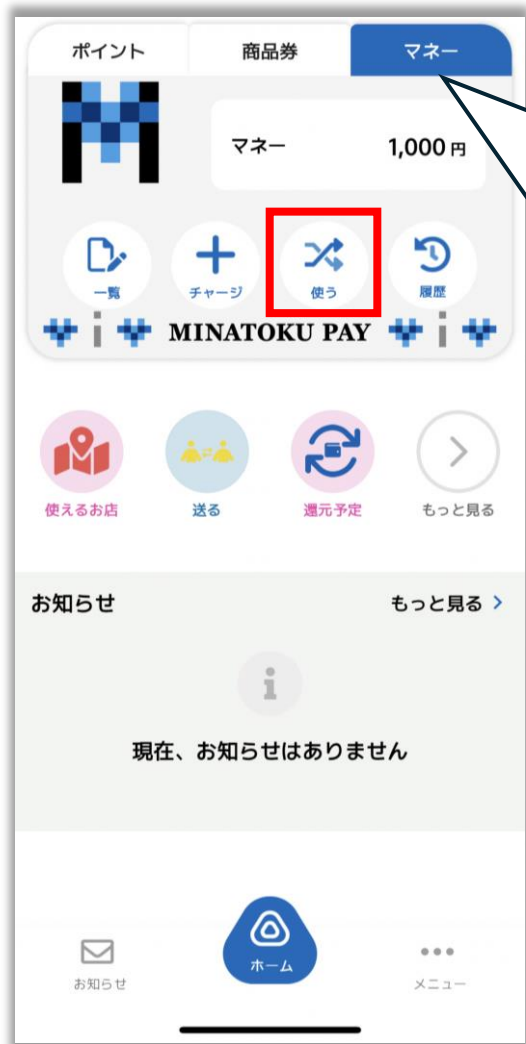 ポイント 商品券 マネー
マネー 1,000 円
一覧 チャージ 使う 履歴
MINATOKU PAY
使えるお店 送る 還元予定 もっと見る
お知らせ もっと見る
現在、お知らせはありません
お知らせ ホーム メニュー